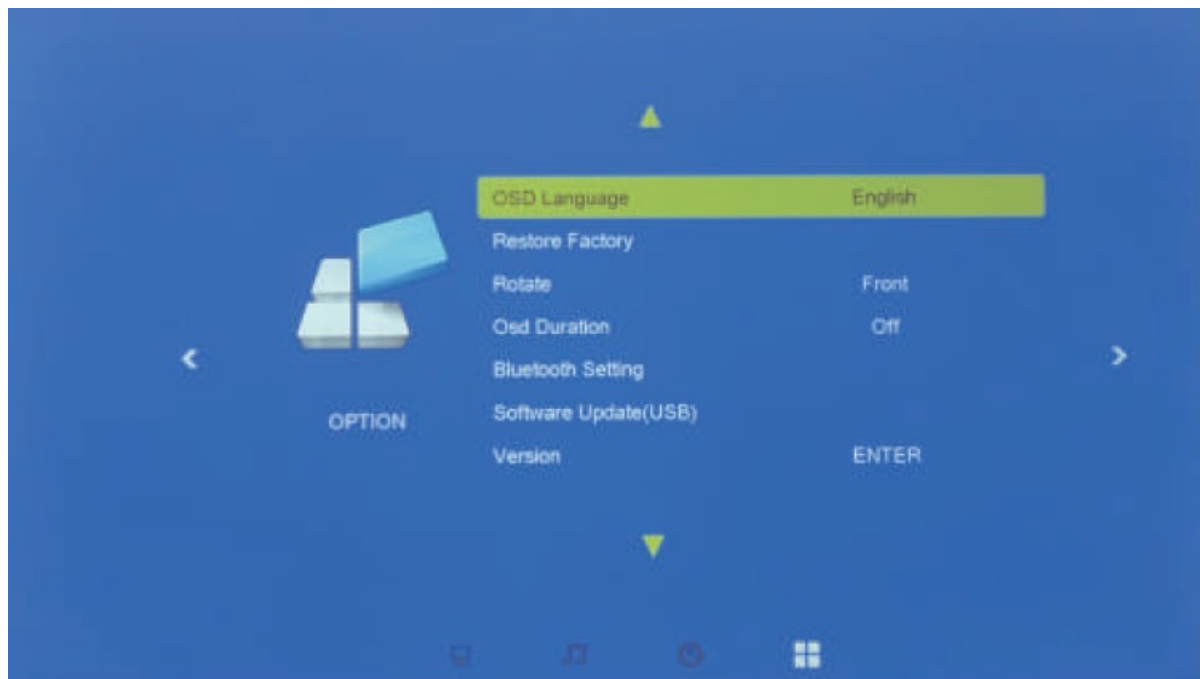 OSD Language English
Restore Factory
Rotate Front
Osd Duration Off
Bluetooth Setting
OPTION
Software Update(USB)
Version ENTER